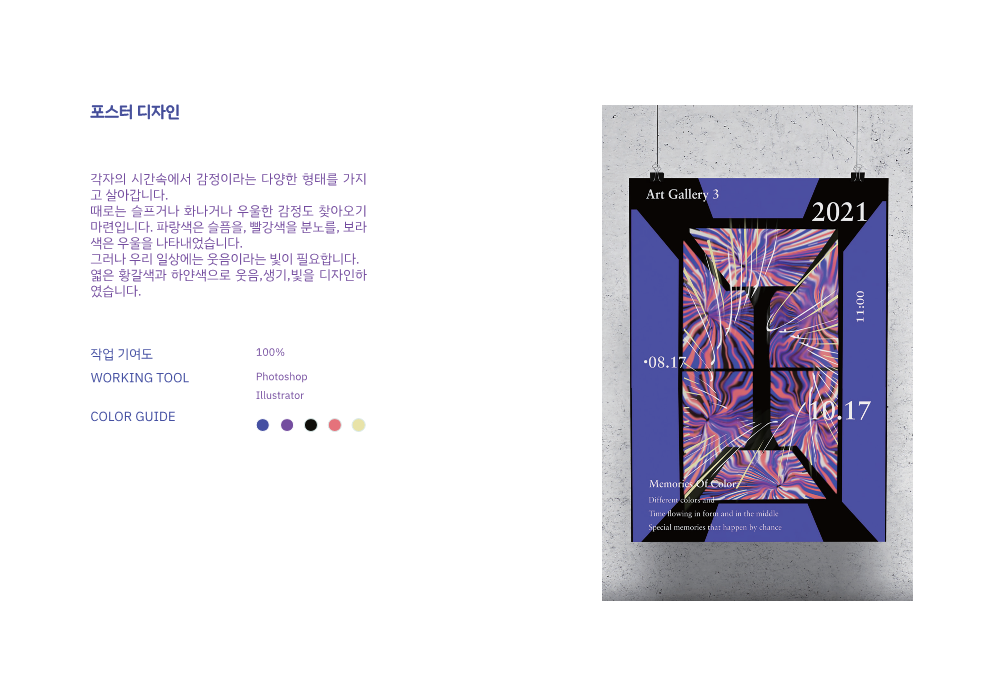 포스터 디자인
각자의 시간속에서 감정이라는 다양한 형태를 가지
고 살아갑니다.
때로는 슬프거나 화나거나 우울한 감정도 찾아오기
마련입니다. 파랑색은 슬픔을, 빨강색을 분노를, 보라
색은 우울을 나타내었습니다.
그러나 우리 일상에는 웃음이라는 빛이 필요합니다.
엷은 황갈색과 하얀색으로 웃음,생기,빛을 디자인하
였습니다.
작업 기여도 100%
WORKING TOOL Photoshop
Illustrator
COLOR GUIDE
Art Gallery 3
2021
11:00
•08.17
10.17
Memories Of Color
Different colors and
Time flowing in form and in the middle
Special memories that happen by chance